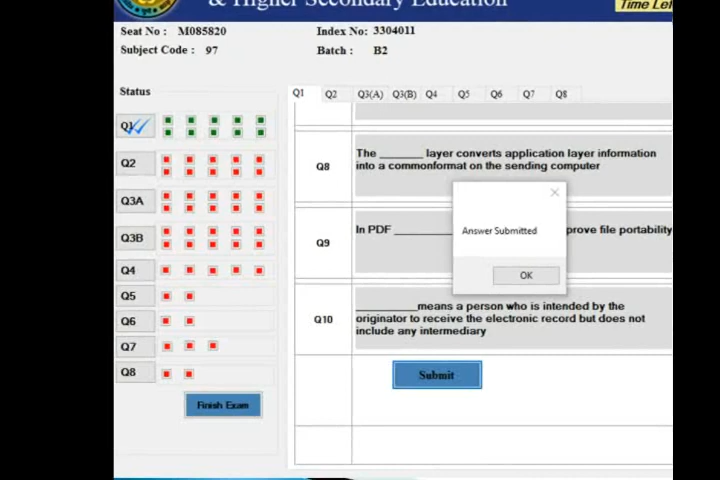 & Higher Secondary Education
Time Lef
Seat No : M085820
Index No: 3304011
Subject Code : 97
Batch : B2
Status
Q1 Q2 Q3(A) Q3(B) Q4 Q5 Q6 Q7 Q8
Q1
Q2
Q3A
Q3B
Q4
Q5
Q6
Q7
Q8
Finish Exam
Q8
The _______ layer converts application layer information
into a commonformat on the sending computer
Q9
In PDF _________ prove file portability
Answer Submitted
OK
Q10
_________means a person who is intended by the
originator to receive the electronic record but does not
include any intermediary
Submit